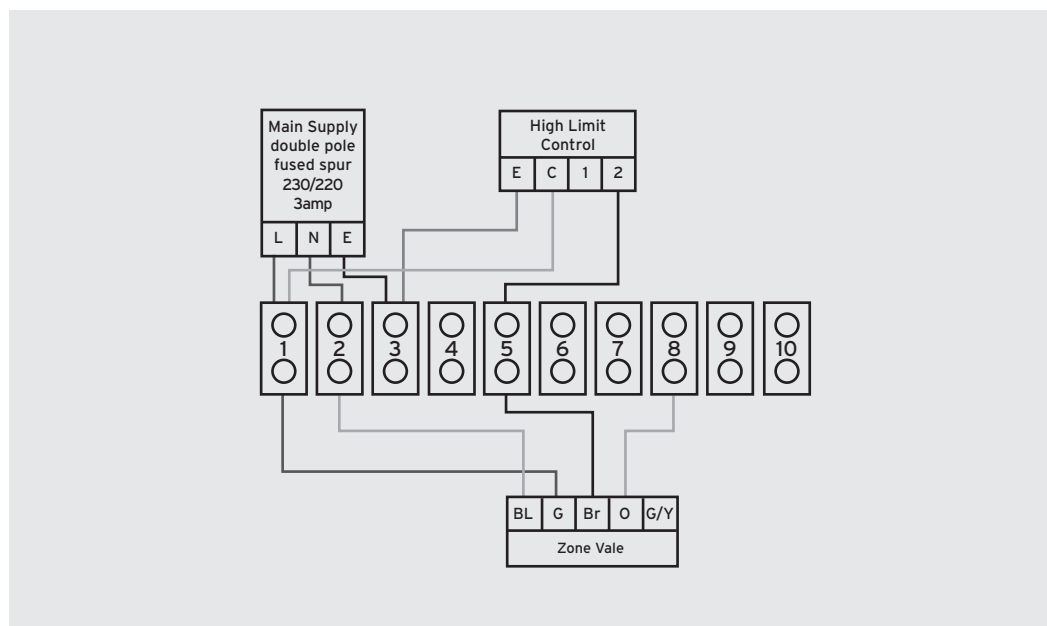 Main Supply
double pole
fused spur
230/220
3amp
L N E
High Limit
Control
E C 1 2
1 2 3 4 5 6 7 8 9 10
BL G Br O G/Y
Zone Vale